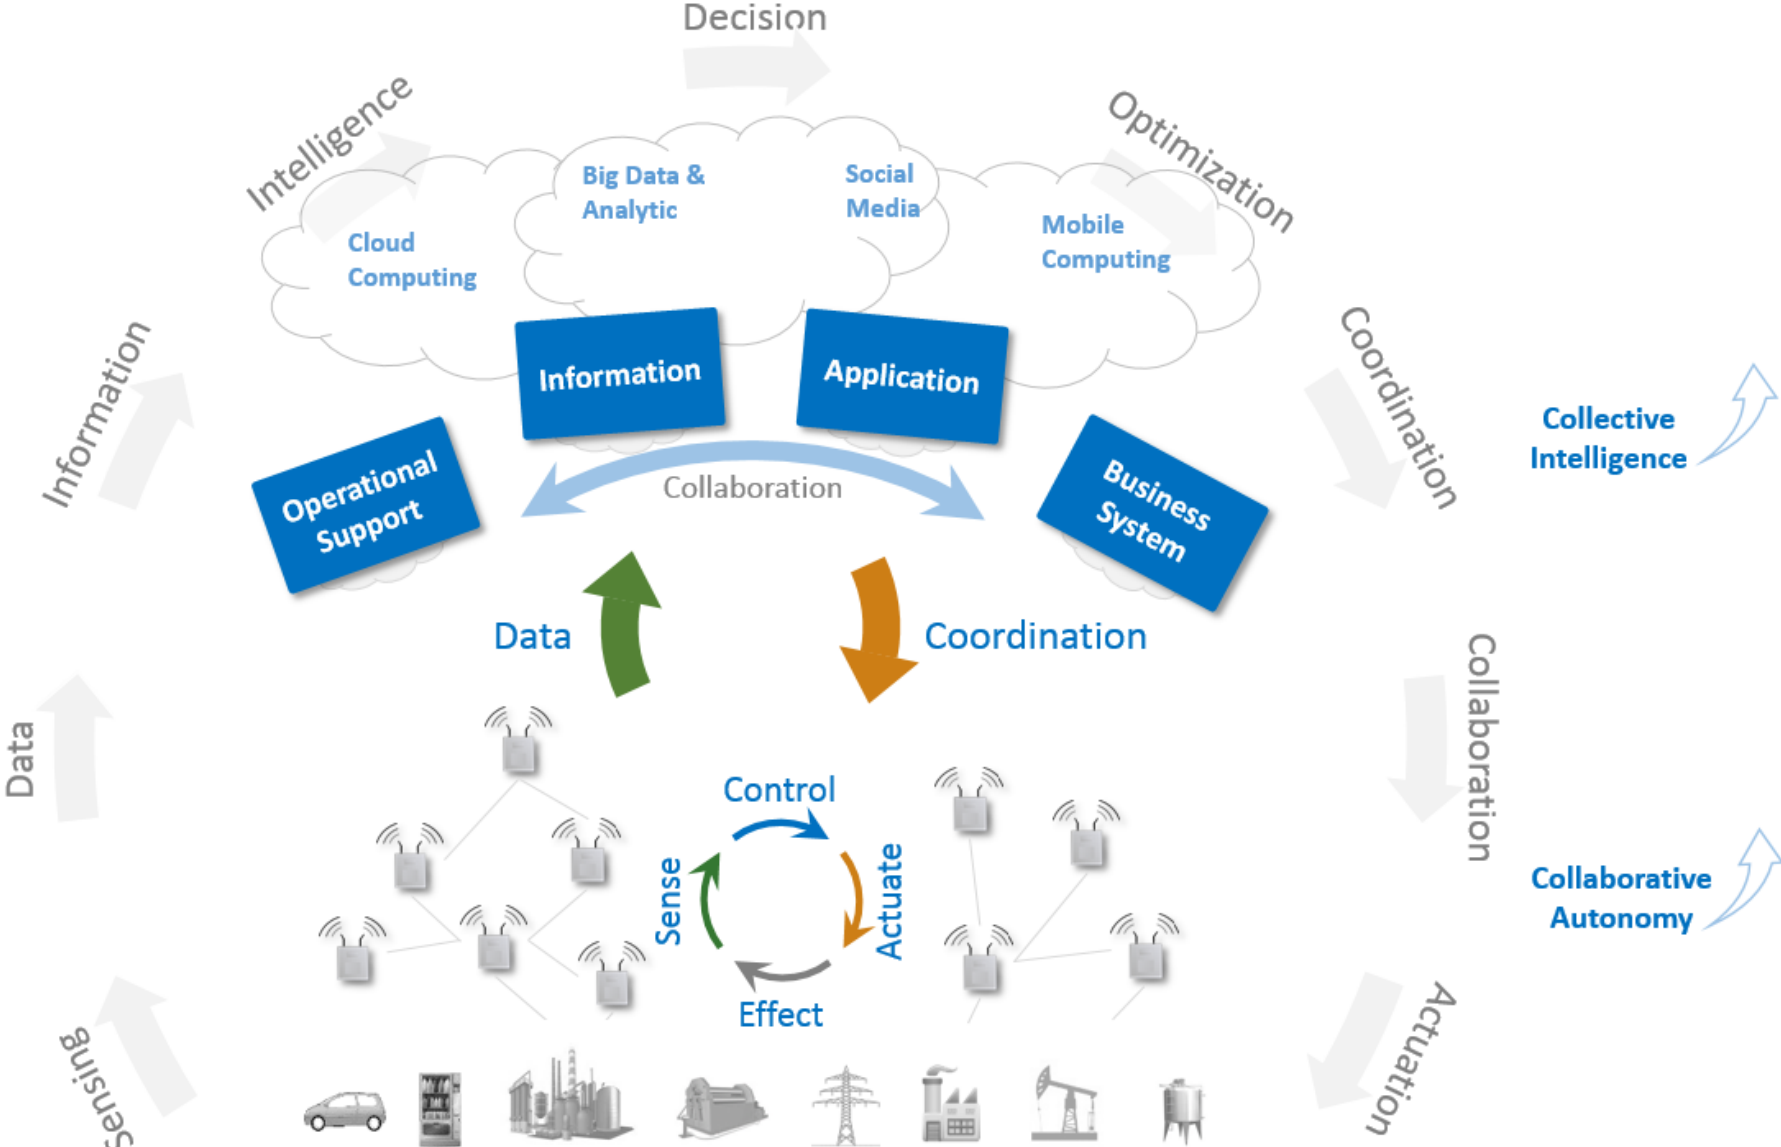 Decision
Intelligence
Optimization
Big Data &
Analytic
Social
Media
Cloud
Computing
Mobile
Computing
Information
Coordination
Information
Application
Operational
Support
Business
System
Collaboration
Collective
Intelligence
Data
Coordination
Data
Collaboration
Control
Sense
Actuate
Effect
Collaborative
Autonomy
Sensing
Actuation